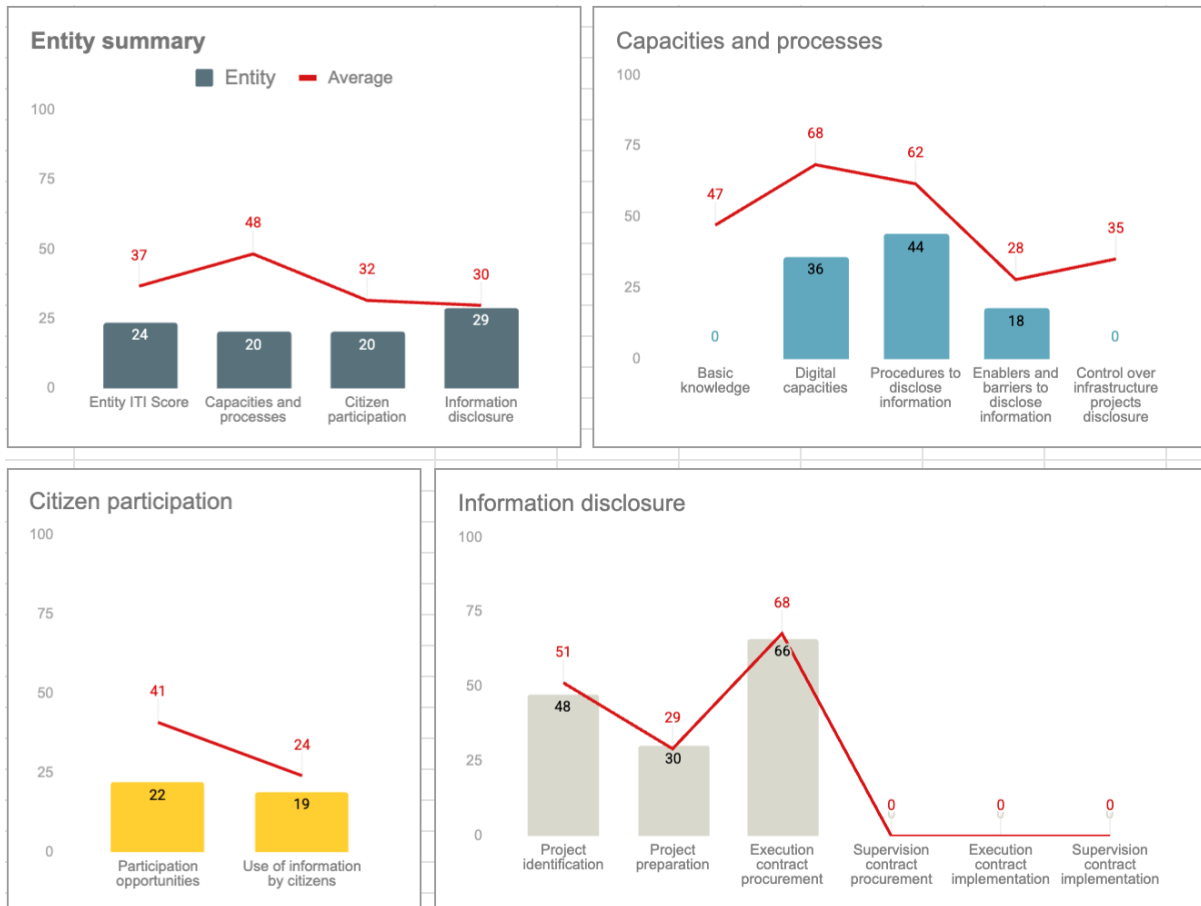 Entity summary
Entity
Average
100
75
50
25
0
37
48
32
30
24
20
20
29
Entity ITI Score
Capacities and
processes
Citizen
participation
Information
disclosure
Capacities and processes
100
75
50
25
0
47
68
62
28
35
0
36
44
18
0
Basic
knowledge
Digital
capacities
Procedures to
disclose
information
Enablers and
barriers to
disclose
information
Control over
infrastructure
projects
disclosure
Citizen participation
100
75
50
25
0
41
24
22
19
Participation
opportunities
Use of information
by citizens
Information disclosure
100
75
50
25
0
51
29
68
0
0
0
48
30
66
Project
identification
Project
preparation
Execution
contract
procurement
Supervision
contract
procurement
Execution
contract
implementation
Supervision
contract
implementation